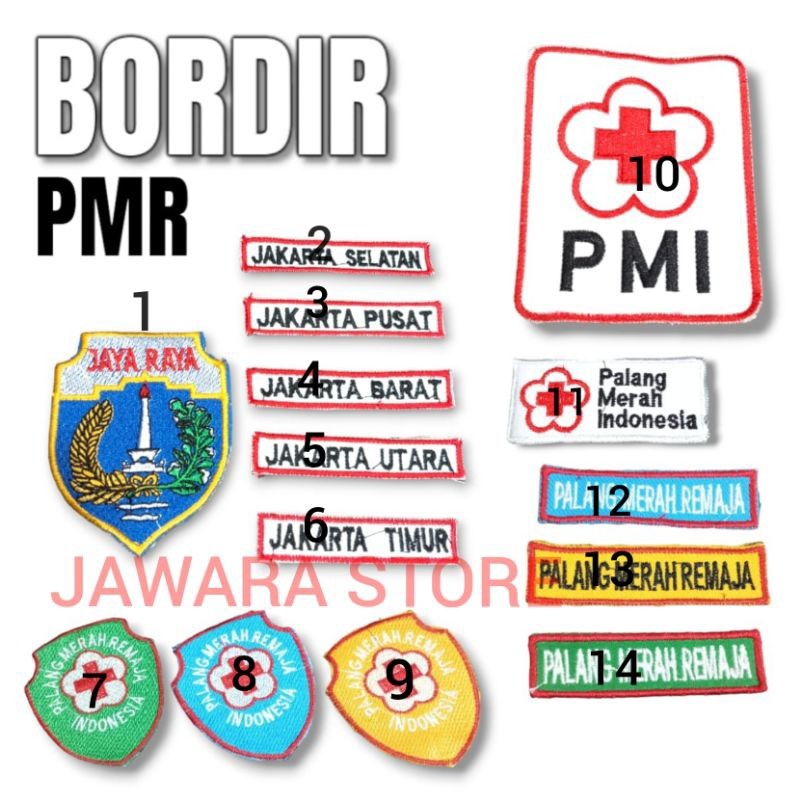 BORDIR
PMR
1
JAYA RAYA
2
JAKARTA SELATAN
3
JAKARTA PUSAT
4
JAKARTA BARAT
5
JAKARTA UTARA
6
JAKARTA TIMUR
10
PMI
11
Palang
Merah
Indonesia
12
PALANG MERAH REMAJA
13
PALANG MERAH REMAJA
14
PALANG MERAH REMAJA
JAWARA STOR
7
PALANG MERAH REMAJA
INDONESIA
8
PALANG MERAH REMAJA
INDONESIA
9
PALANG MERAH REMAJA
INDONESIA